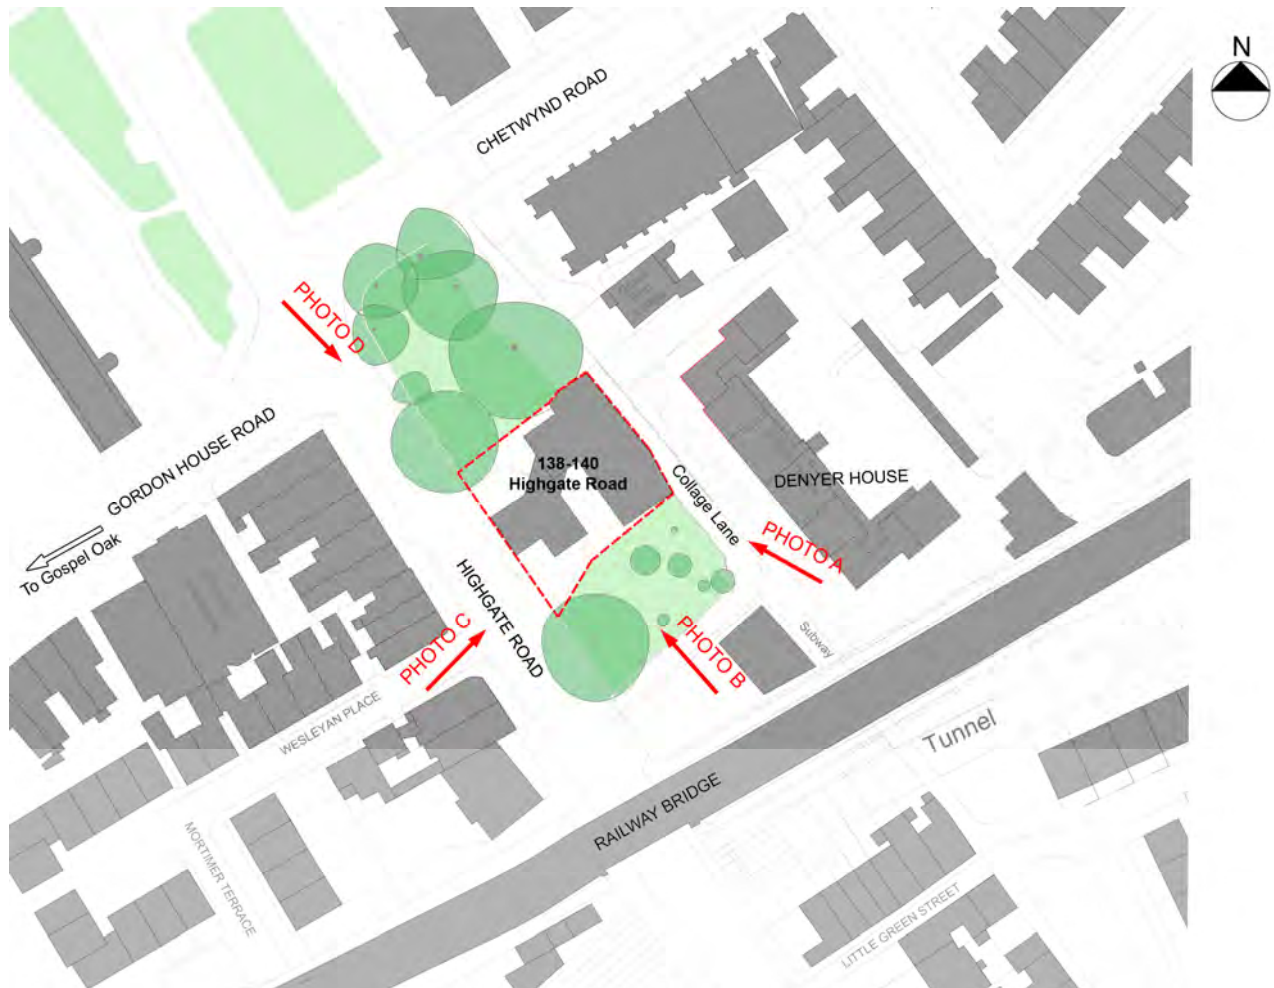 N
CHETWYND ROAD
PHOTO D
GORDON HOUSE ROAD
To Gospel Oak
138-140
Highgate Road
Collage Lane
DENYER HOUSE
PHOTO A
HIGHGATE ROAD
PHOTO C
PHOTO B
Subway
WESLEYAN PLACE
Tunnel
RAILWAY BRIDGE
MORTIMER TERRACE
LITTLE GREEN STREET